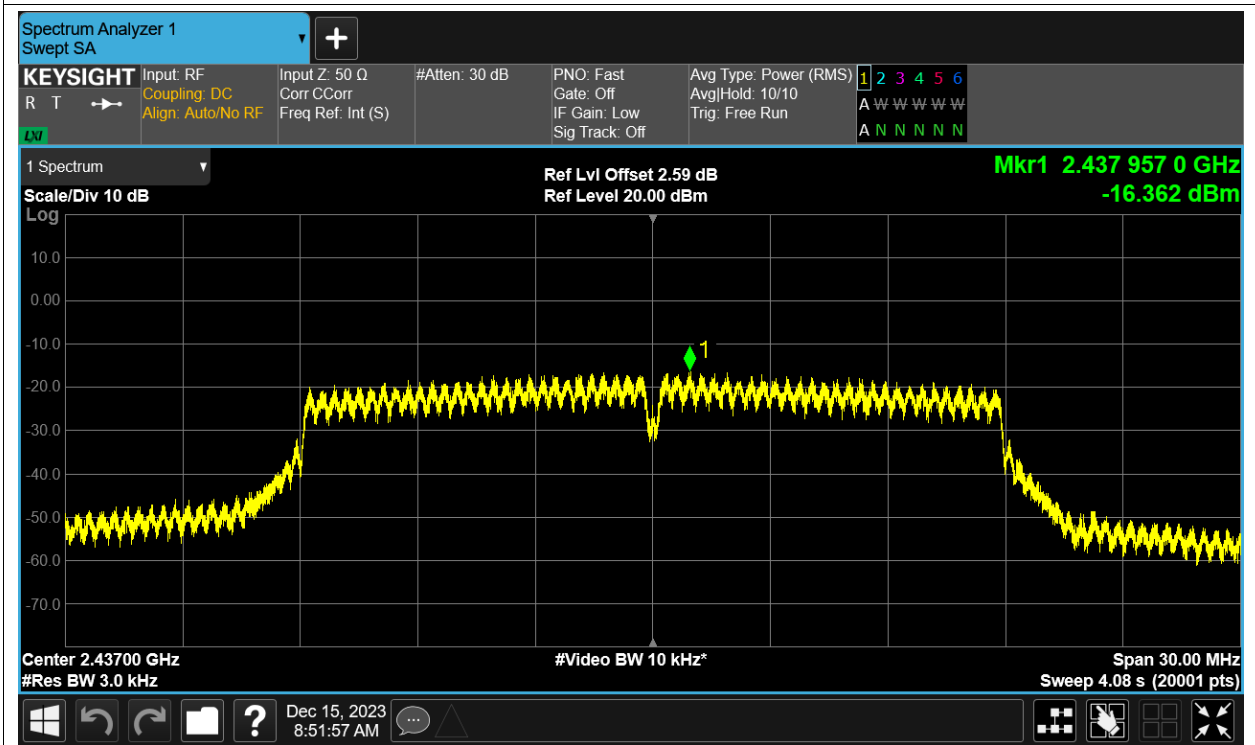 Spectrum Analyzer 1
Swept SA
KEYSIGHT
R T
LXI
Input: RF
Coupling: DC
Align: Auto/No RF
Input Z: 50 Ω
Corr CCorr
Freq Ref: Int (S)
#Atten: 30 dB
PNO: Fast
Gate: Off
IF Gain: Low
Sig Track: Off
Avg Type: Power (RMS)
Avg|Hold: 10/10
Trig: Free Run
1 2 3 4 5 6
A W W W W W
A N N N N N
1 Spectrum
Scale/Div 10 dB
Log
Ref Lvl Offset 2.59 dB
Ref Level 20.00 dBm
Mkr1 2.437 957 0 GHz
-16.362 dBm
10.0
0.00
-10.0
1
-20.0
-30.0
-40.0
-50.0
-60.0
-70.0
Center 2.43700 GHz
#Res BW 3.0 kHz
#Video BW 10 kHz*
Span 30.00 MHz
Sweep 4.08 s (20001 pts)
?
Dec 15, 2023
8:51:57 AM